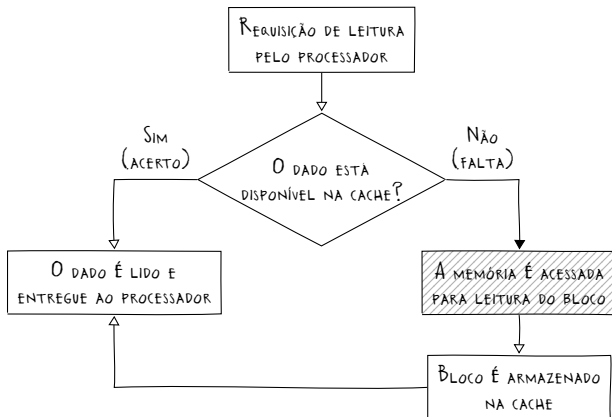 Requisição de leitura
pelo processador
Sim
(acerto)
Não
(falta)
O dado está
disponível na cache?
O dado é lido e
entregue ao processador
A memória é acessada
para leitura do bloco
Bloco é armazenado
na cache